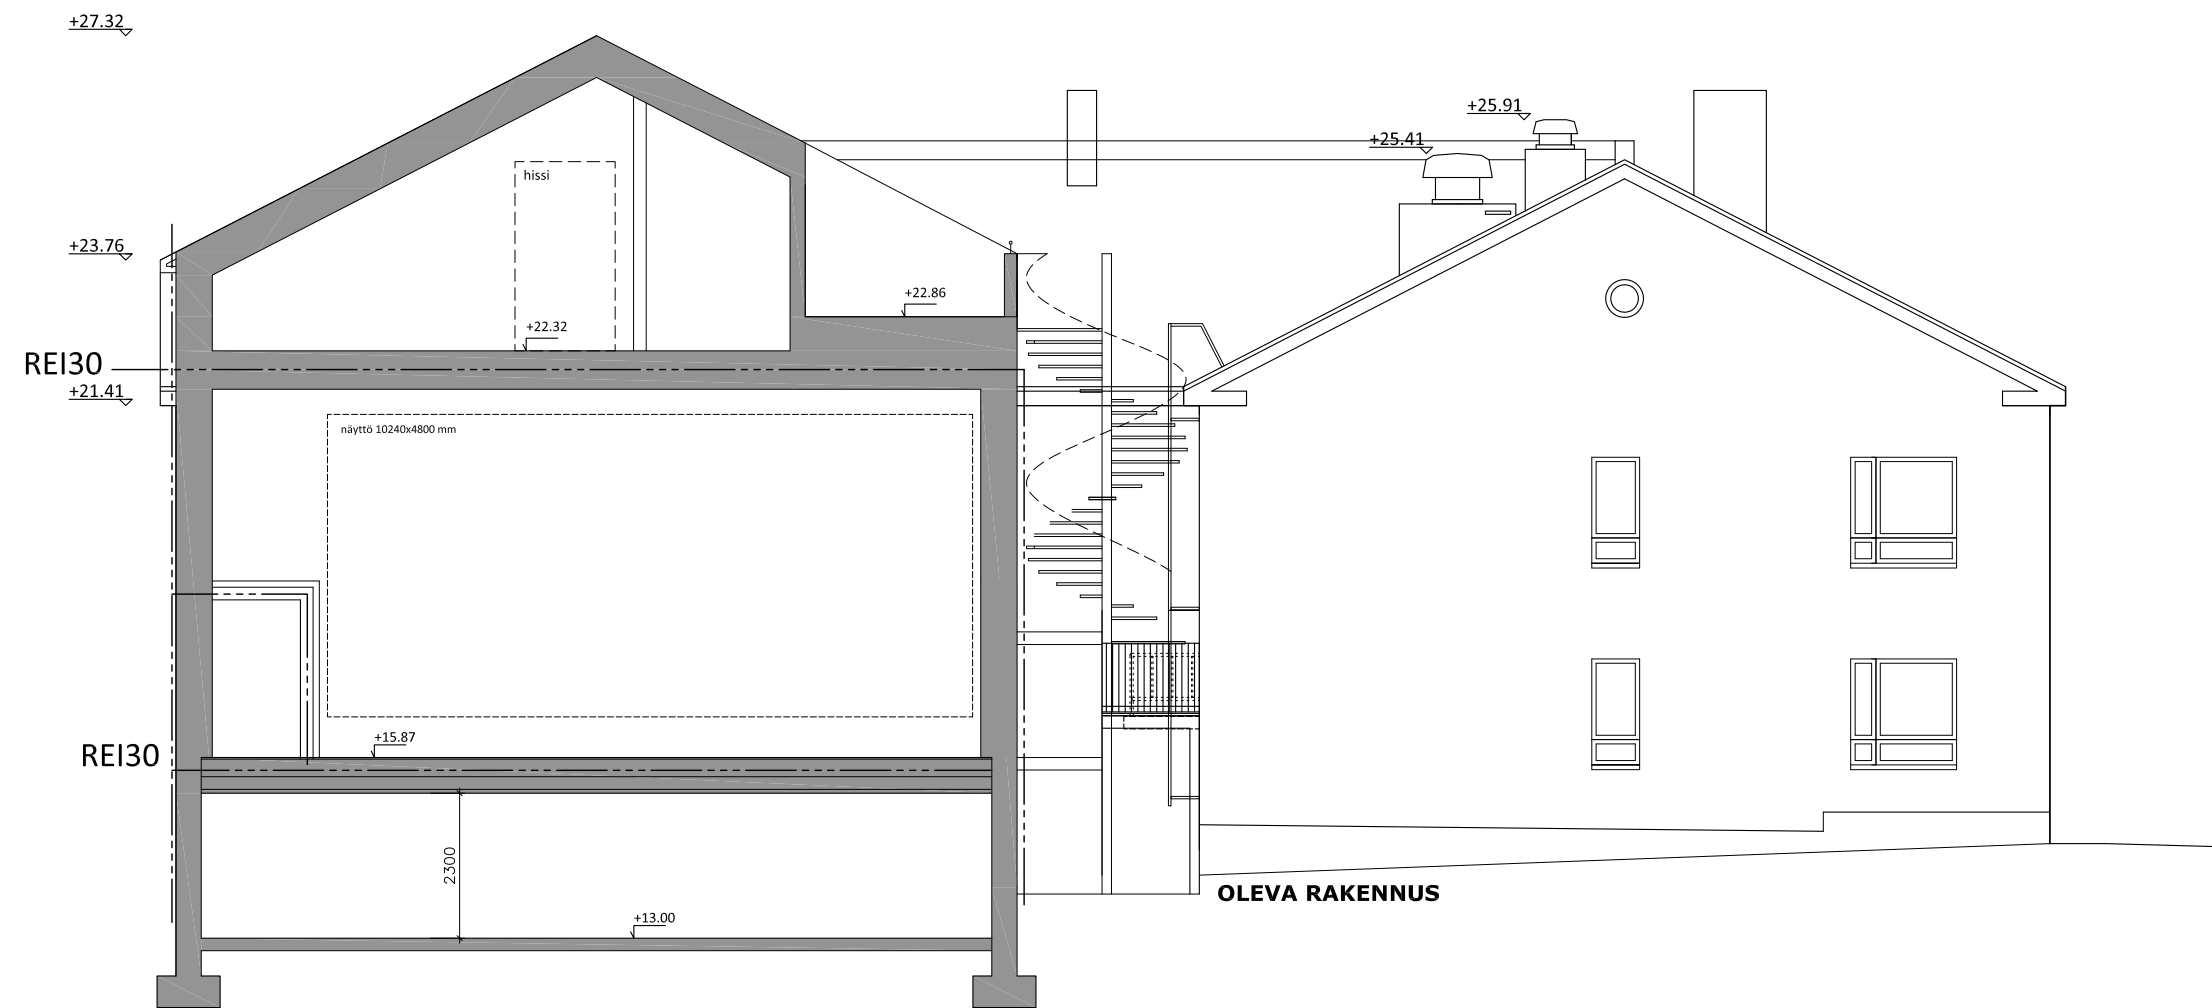 +27.32
+25.91
+25.41
hissi
+23.76
+22.86
+22.32
REI30
+21.41
näyttö 10240x4800 mm
+15.87
REI30
2300
OLEVA RAKENNUS
+13.00